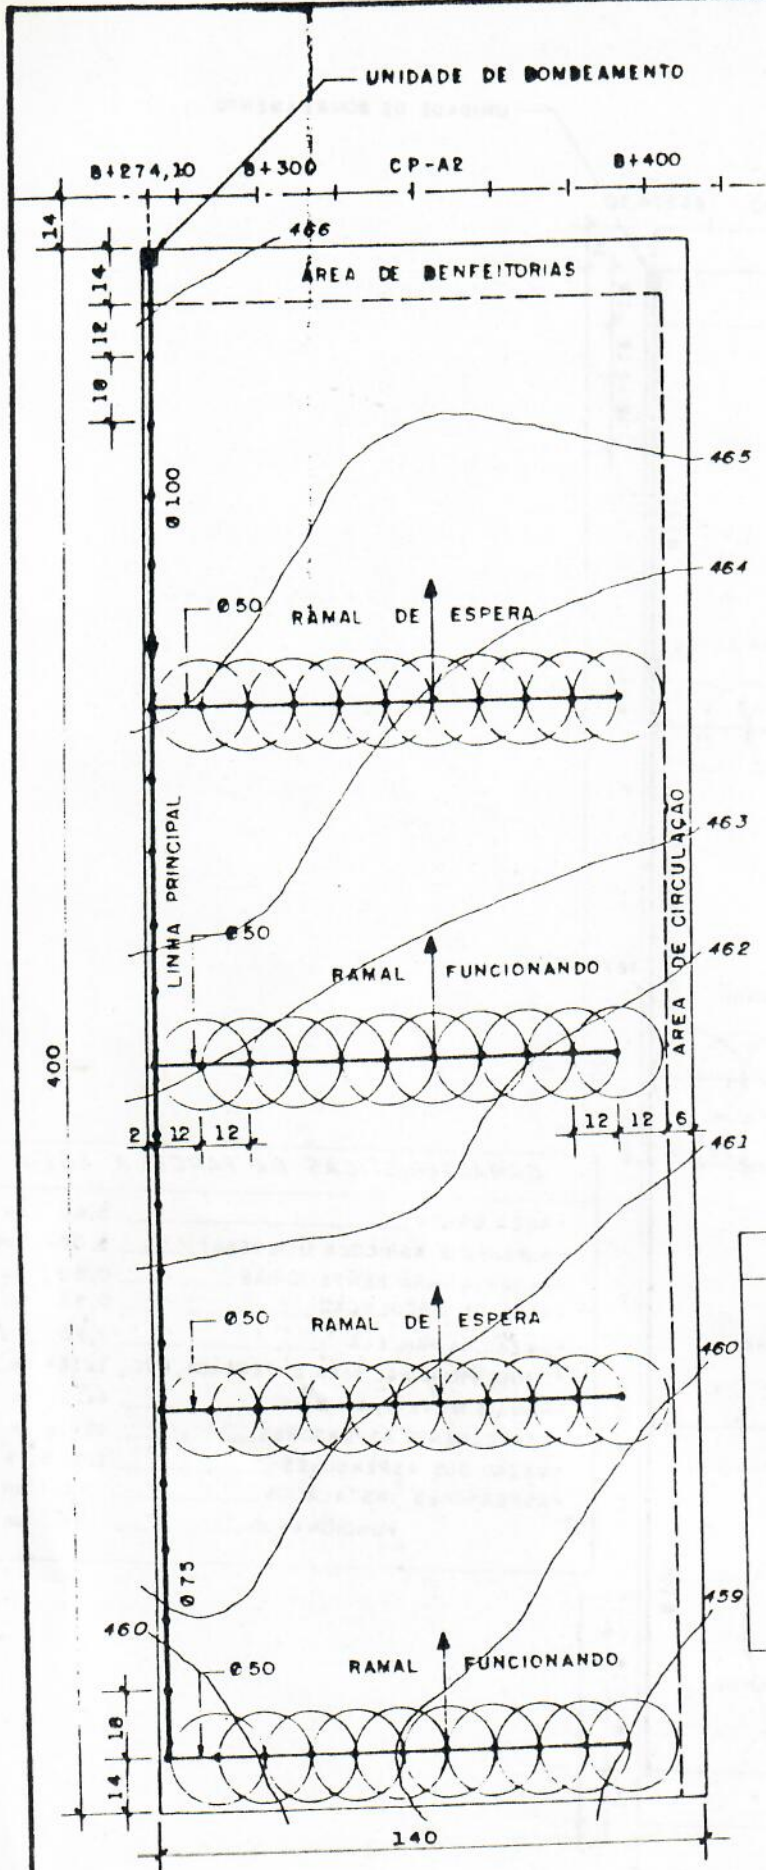 UNIDADE DE BOMBEAMENTO
8+274,10 8+300 CP-A2 8+400
14
466
ÁREA DE BENFEITORIAS
14
12
18
465
Ø 100
464
Ø50 RAMAL DE ESPERA
463
LINHA PRINCIPAL
ÁREA DE CIRCULAÇÃO
Ø50
462
RAMAL FUNCIONANDO
400
2 12 12 12 12 6
461
Ø50 RAMAL DE ESPERA
460
Ø 75
459
460
Ø50 RAMAL FUNCIONANDO
18
14
140